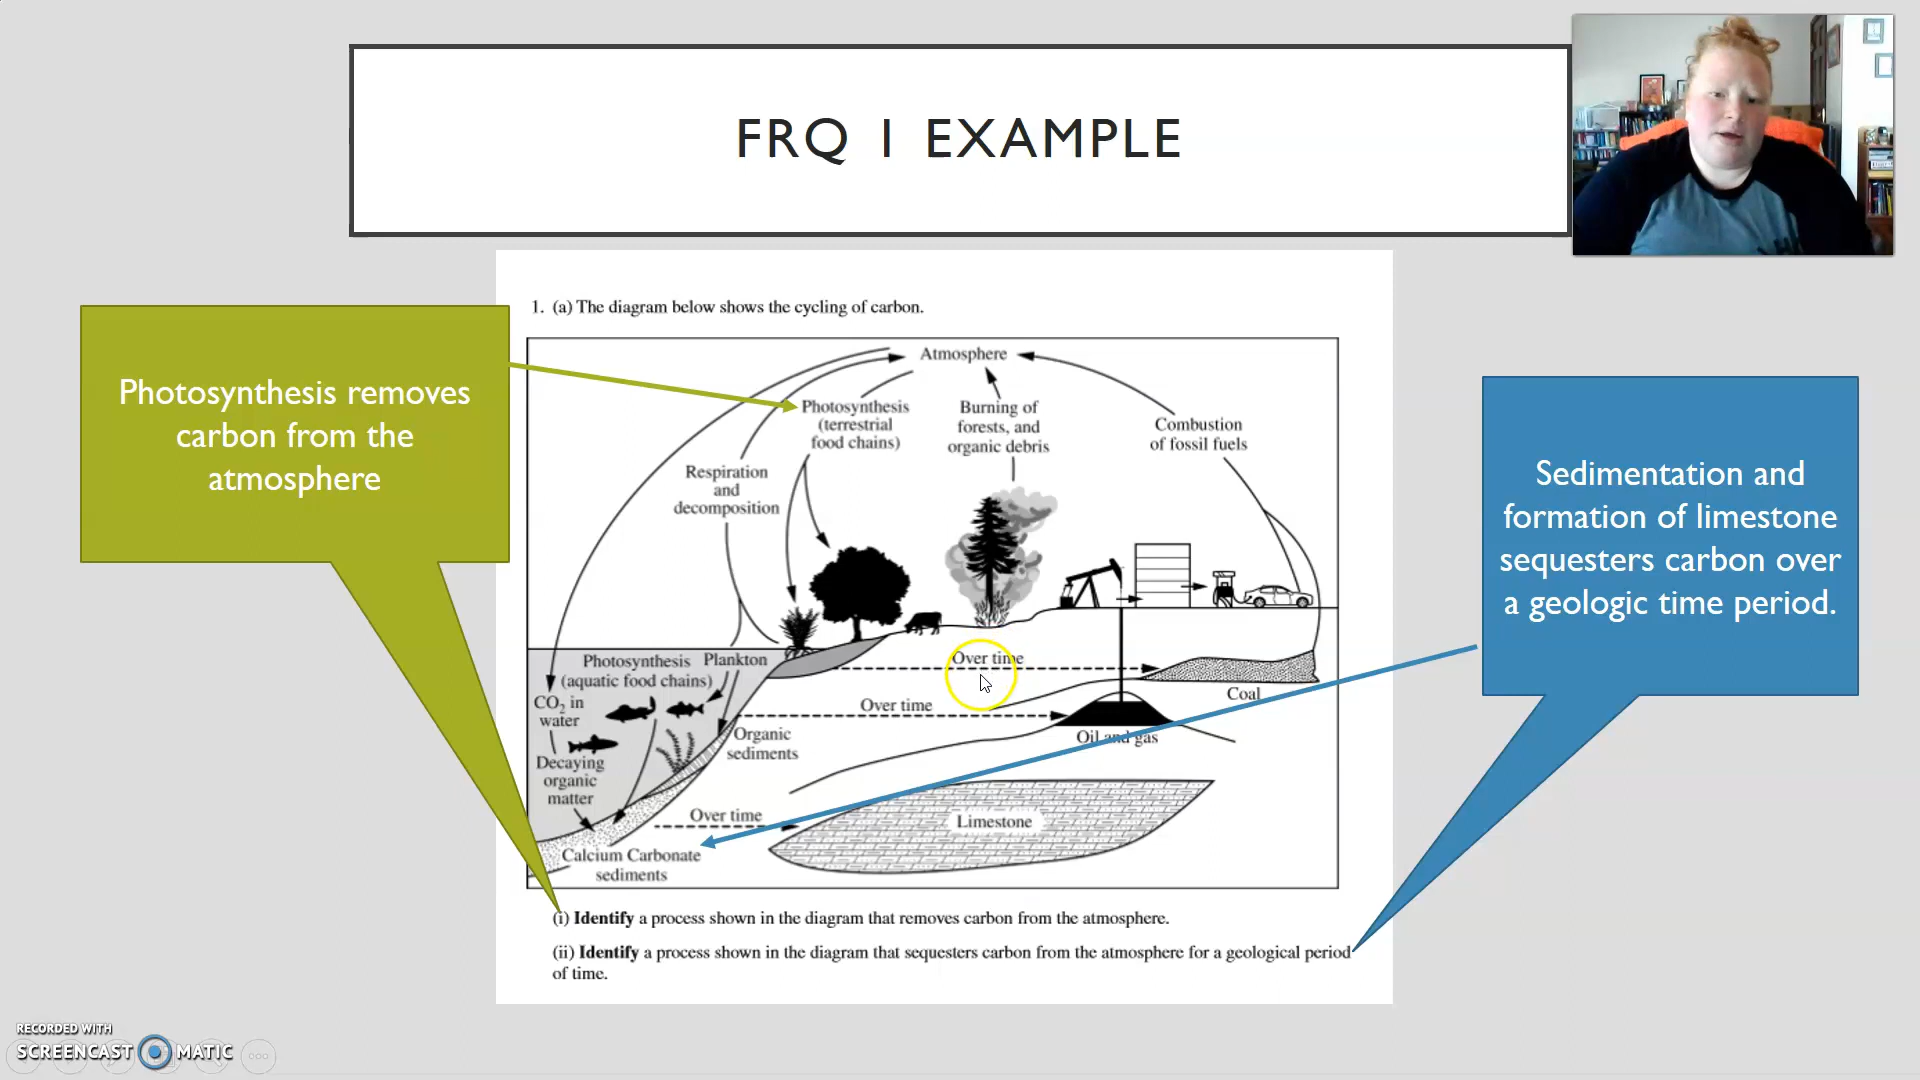 FRQ 1 EXAMPLE
Photosynthesis removes
carbon from the
atmosphere
1. (a) The diagram below shows the cycling of carbon.
Atmosphere
Photosynthesis
(terrestrial
food chains)
Burning of
forests, and
organic debris
Combustion
of fossil fuels
Respiration
and
decomposition
Photosynthesis
(aquatic food chains)
Plankton
CO₂ in
water
Decaying
organic
matter
Organic
sediments
Over time
Over time
Over time
Coal
Oil and gas
Limestone
Calcium Carbonate
sediments
(i) Identify a process shown in the diagram that removes carbon from the atmosphere.
(ii) Identify a process shown in the diagram that sequesters carbon from the atmosphere for a geological period
of time.
Sedimentation and
formation of limestone
sequesters carbon over
a geologic time period.
RECORDED WITH
SCREENCAST MATIC